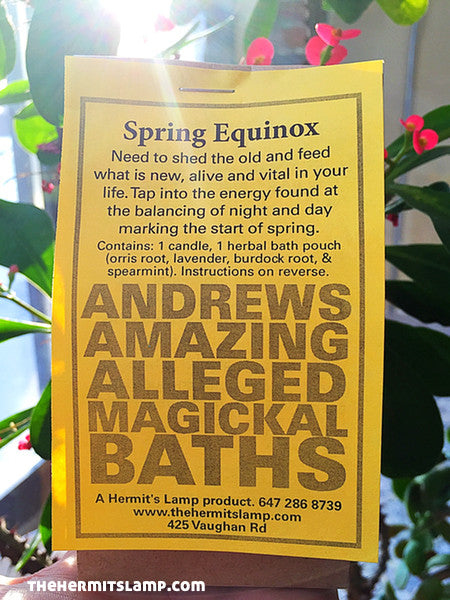 Spring Equinox
Need to shed the old and feed
what is new, alive and vital in your
life. Tap into the energy found at
the balancing of night and day
marking the start of spring.
Contains: 1 candle, 1 herbal bath pouch
(orris root, lavender, burdock root, &
spearmint). Instructions on reverse.
ANDREWS
AMAZING
ALLEGED
MAGICKAL
BATHS
A Hermit's Lamp product. 647 286 8739
www.thehermitslamp.com
425 Vaughan Rd
THEHERMITSLAMP.COM